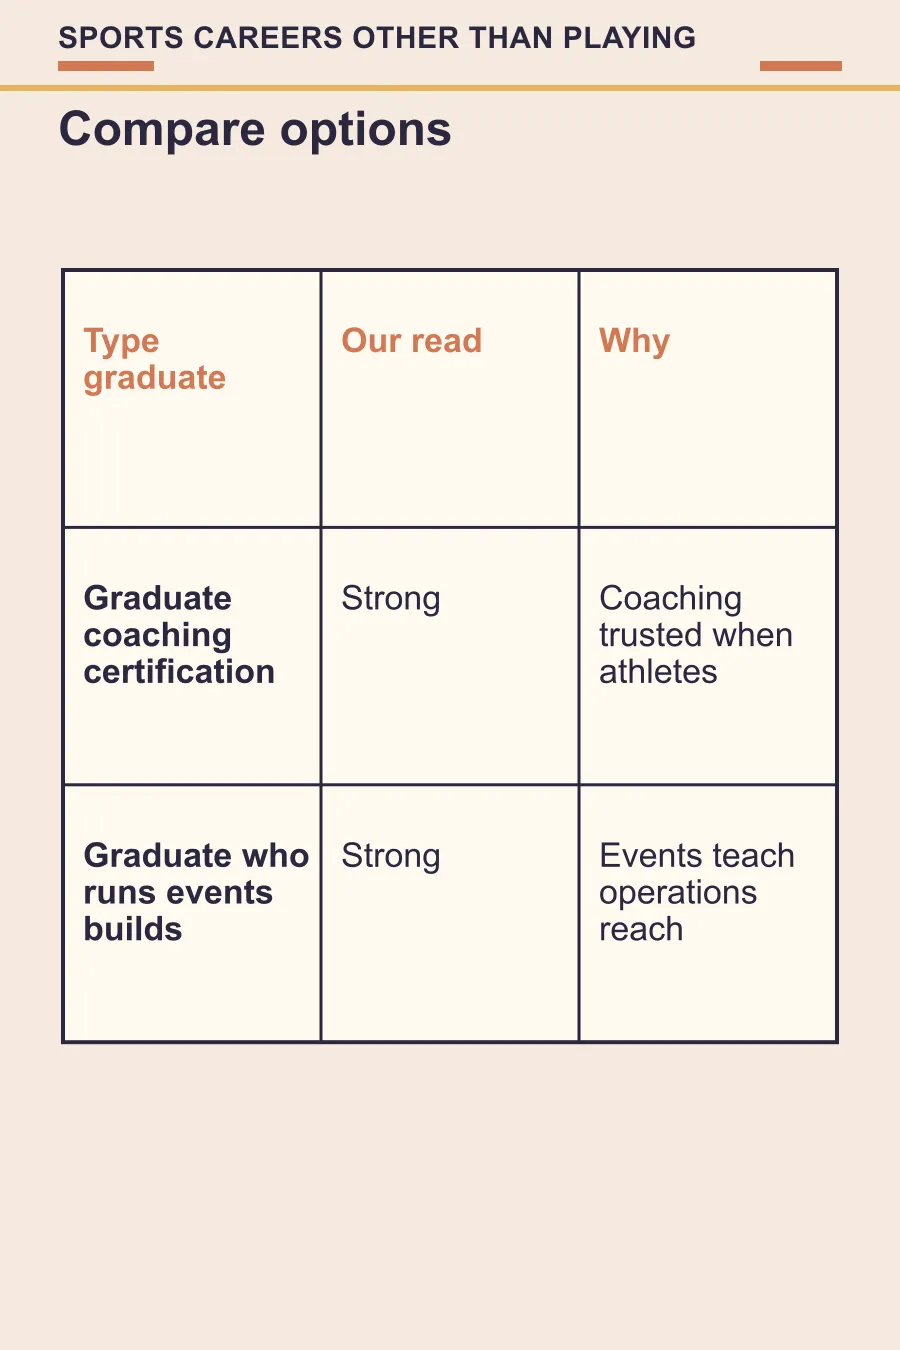 SPORTS CAREERS OTHER THAN PLAYING
Compare options
Type
graduate
Our read
Why
Graduate
coaching
certification
Strong
Coaching
trusted when
athletes
Graduate who
runs events
builds
Strong
Events teach
operations
reach